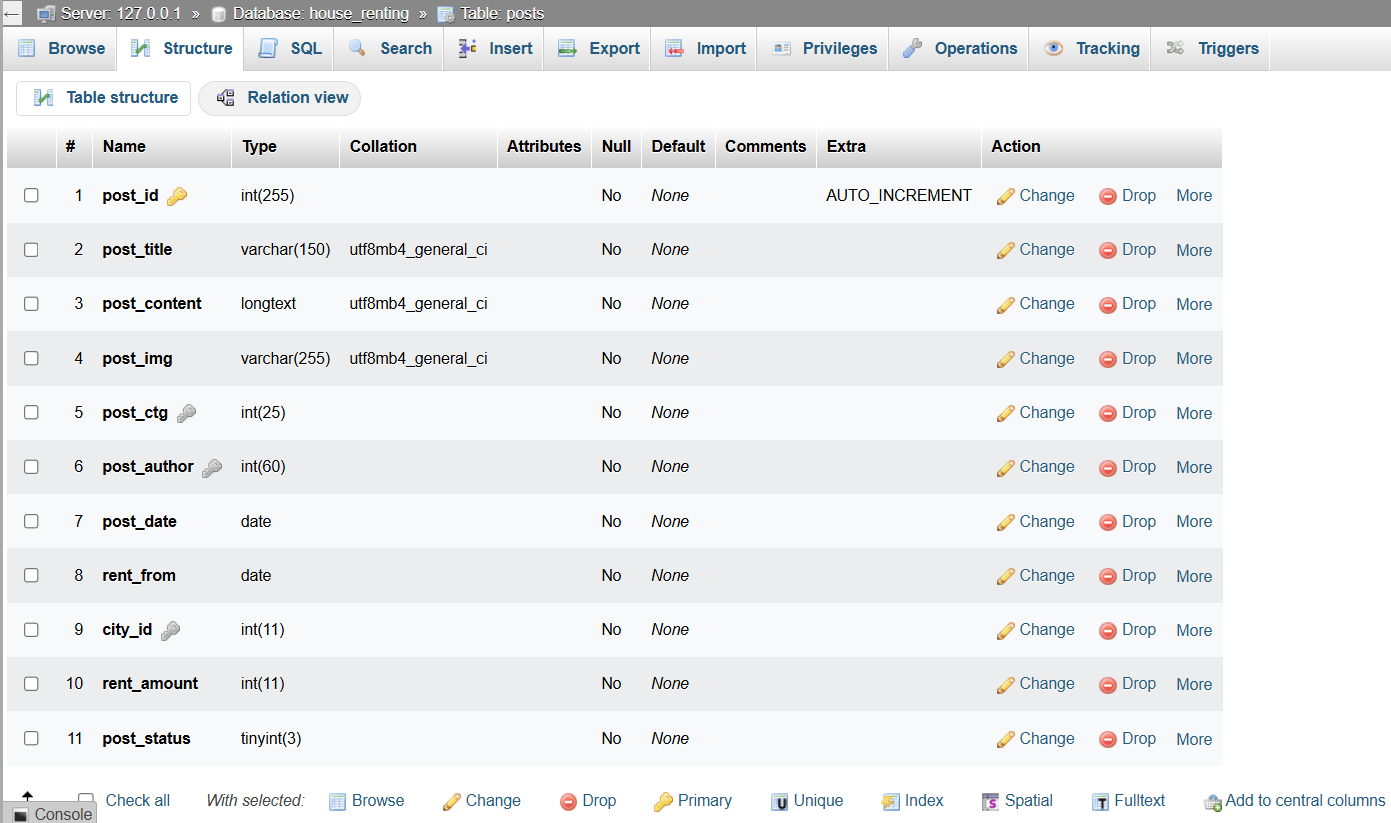 Server: 127.0.0.1 » Database: house_renting » Table: posts
Browse Structure SQL Search Insert Export Import Privileges Operations Tracking Triggers
Table structure Relation view
# Name Type Collation Attributes Null Default Comments Extra Action
1 post_id int(255) No None AUTO_INCREMENT Change Drop More
2 post_title varchar(150) utf8mb4_general_ci No None Change Drop More
3 post_content longtext utf8mb4_general_ci No None Change Drop More
4 post_img varchar(255) utf8mb4_general_ci No None Change Drop More
5 post_ctg int(25) No None Change Drop More
6 post_author int(60) No None Change Drop More
7 post_date date No None Change Drop More
8 rent_from date No None Change Drop More
9 city_id int(11) No None Change Drop More
10 rent_amount int(11) No None Change Drop More
11 post_status tinyint(3) No None Change Drop More
Check all With selected: Browse Change Drop Primary Unique Index Spatial Fulltext Add to central columns
Console